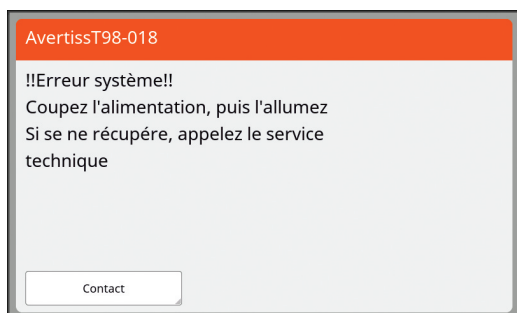 AvertissT98-018
!!Erreur système!!
Coupez l'alimentation, puis l'allumez
Si se ne récupére, appelez le service
technique
Contact